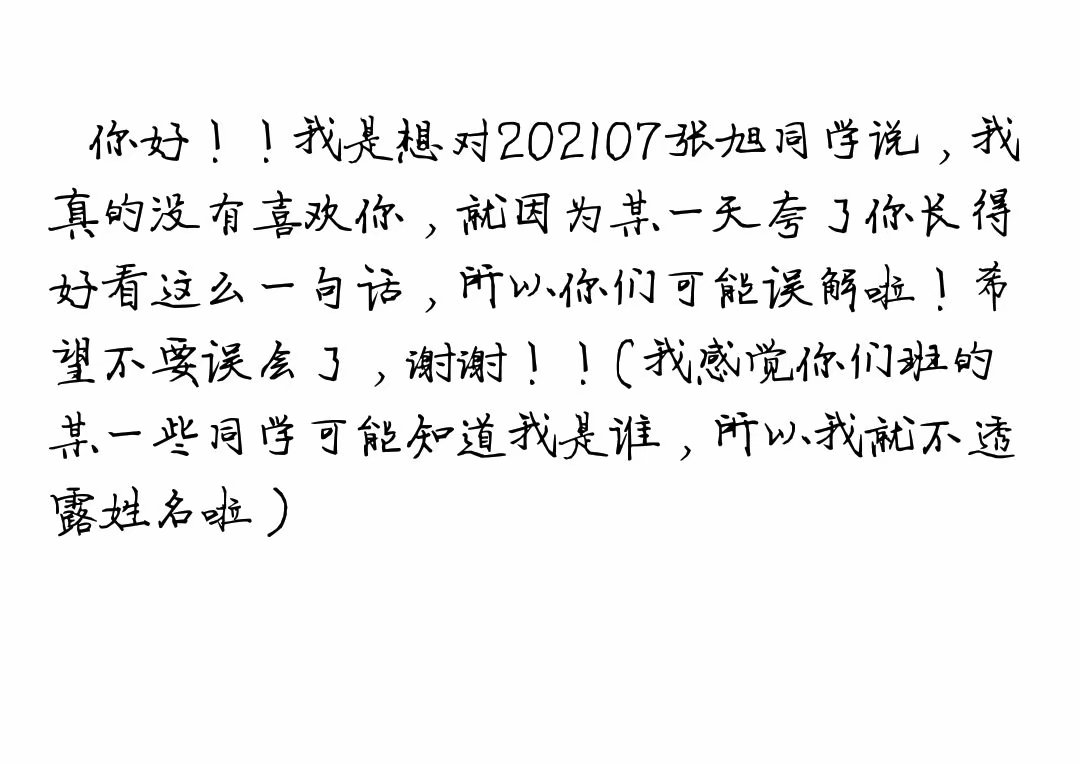 你好！！我是想对202107张旭同学说，我
真的没有喜欢你，就因为某一天夸了你长得
好看这么一句话，所以你们可能误解啦！希
望不要误会了，谢谢！！(我感觉你们班的
某一些同学可能知道我是谁，所以我就不透
露姓名啦)